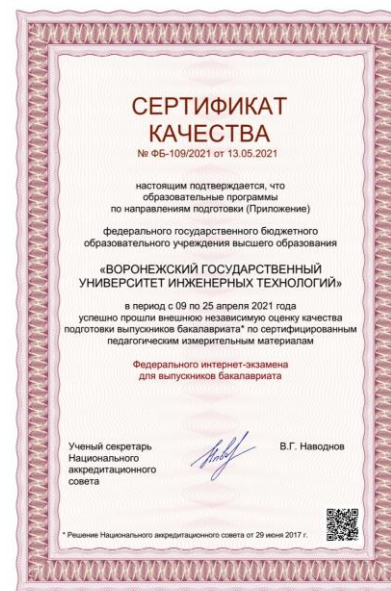 СЕРТИФИКАТ
КАЧЕСТВА
№ ФБ-109/2021 от 13.05.2021
настоящим подтверждается, что
образовательные программы
по направлениям подготовки (Приложение)
федерального государственного бюджетного
образовательного учреждения высшего образования
«ВОРОНЕЖСКИЙ ГОСУДАРСТВЕННЫЙ
УНИВЕРСИТЕТ ИНЖЕНЕРНЫХ ТЕХНОЛОГИЙ»
в период с 09 по 25 апреля 2021 года
успешно прошли внешнюю независимую оценку качества
подготовки выпускников бакалавриата* по сертифицированным
педагогическим измерительным материалам
Федерального интернет-экзамена
для выпускников бакалавриата
Ученый секретарь
Национального
аккредитационного
совета
В.Г. Наводнов
* Решение Национального аккредитационного совета от 29 июня 2017 г.